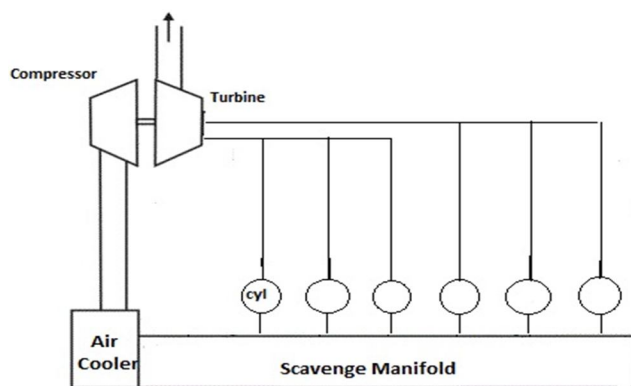 Compressor
Turbine
cyl
Air
Cooler
Scavenge Manifold